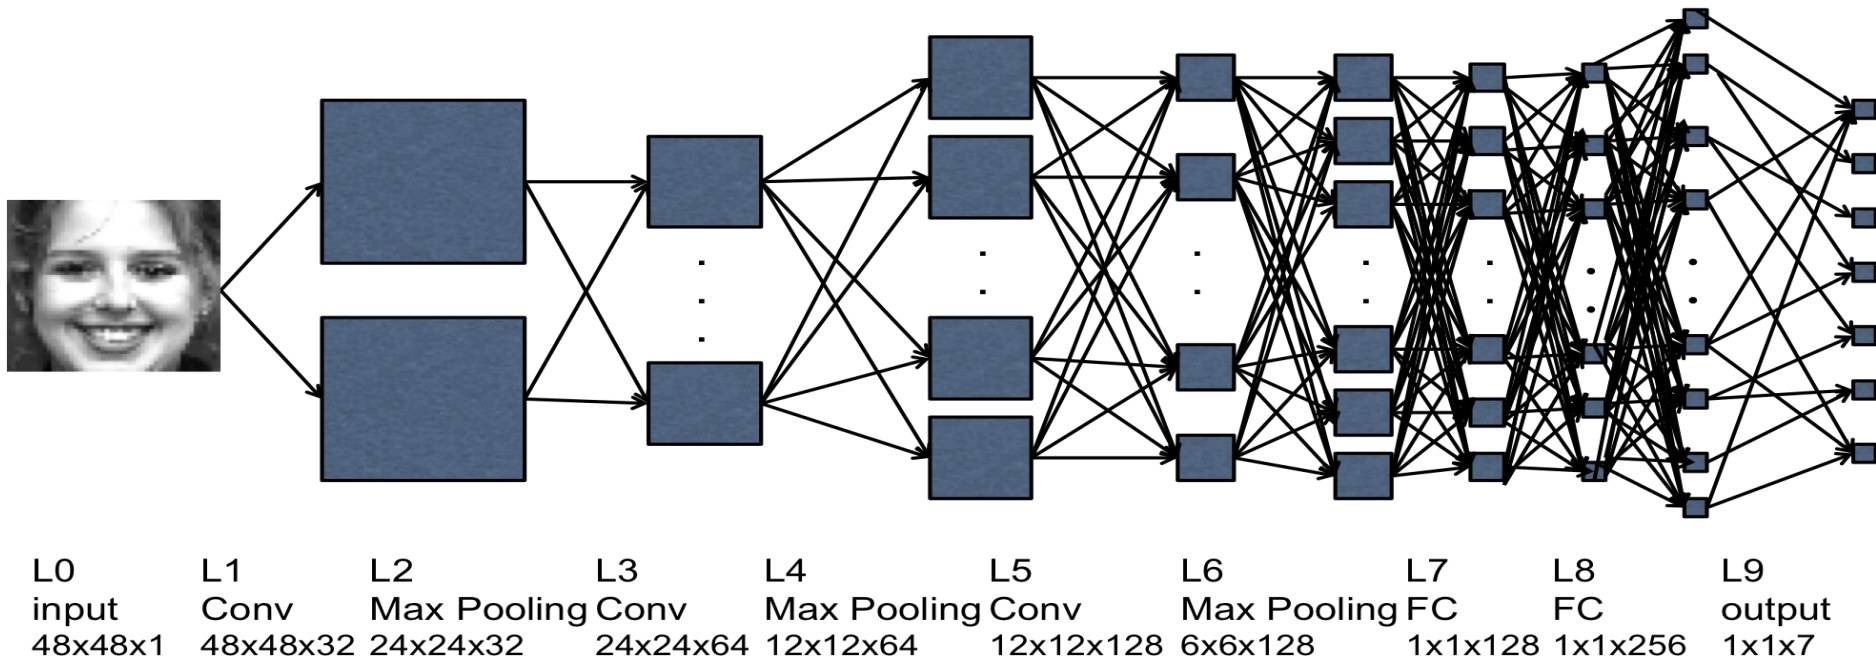 L0 L1 L2 L3 L4 L5 L6 L7 L8 L9
input Conv Max Pooling Conv Max Pooling Conv Max Pooling FC FC output
48x48x1 48x48x32 24x24x32 24x24x64 12x12x64 12x12x128 6x6x128 1x1x128 1x1x256 1x1x7